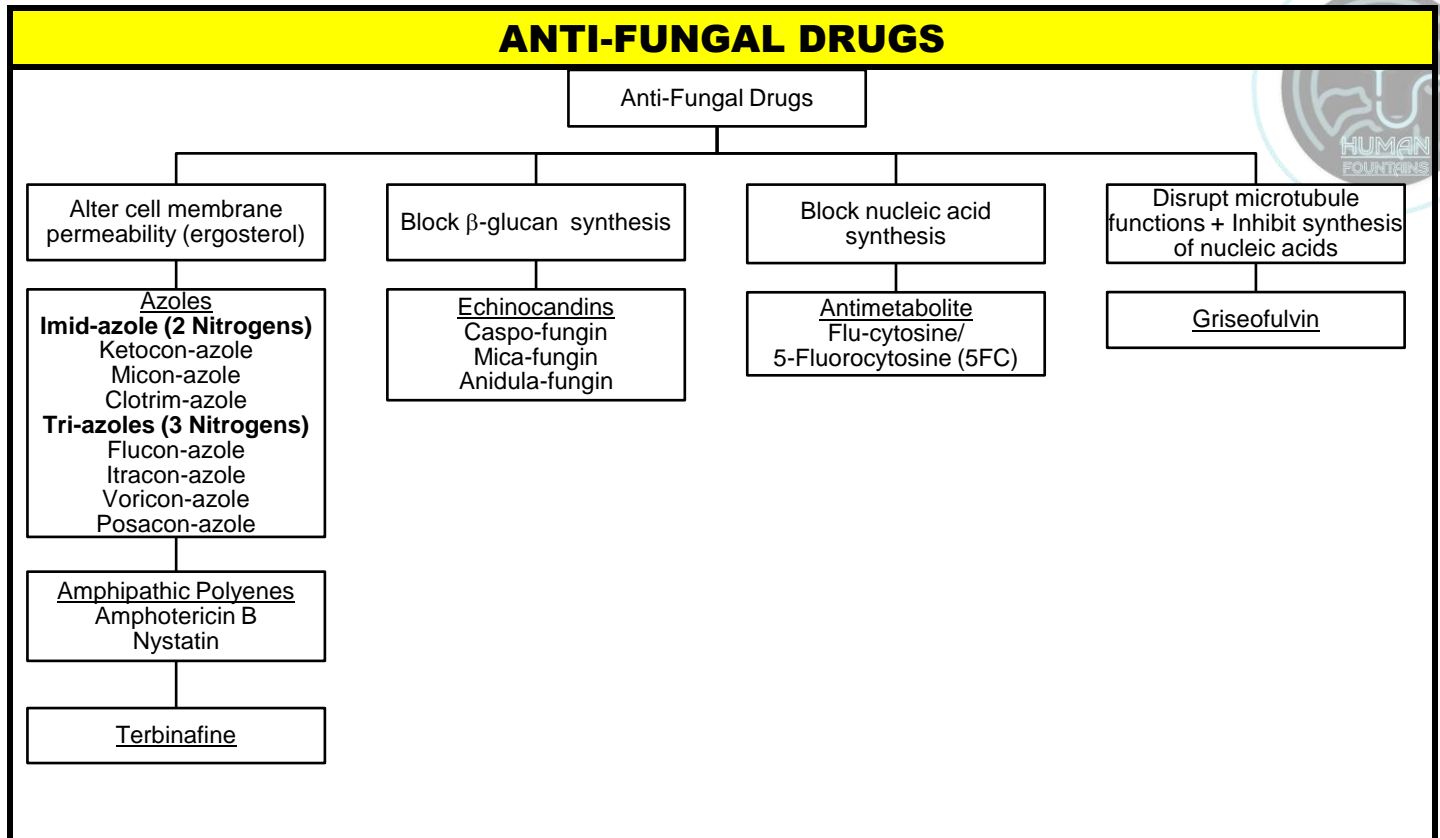 ANTI-FUNGAL DRUGS
Anti-Fungal Drugs
HUMAN
FOUNTAINS
Alter cell membrane
permeability (ergosterol)
Block β-glucan synthesis
Block nucleic acid
synthesis
Disrupt microtubule
functions + Inhibit synthesis
of nucleic acids
Azoles
Imid-azole (2 Nitrogens)
Ketocon-azole
Micon-azole
Clotrim-azole
Tri-azoles (3 Nitrogens)
Flucon-azole
Itracon-azole
Voricon-azole
Posacon-azole
Echinocandins
Caspo-fungin
Mica-fungin
Anidula-fungin
Antimetabolite
Flu-cytosine/
5-Fluorocytosine (5FC)
Griseofulvin
Amphipathic Polyenes
Amphotericin B
Nystatin
Terbinafine